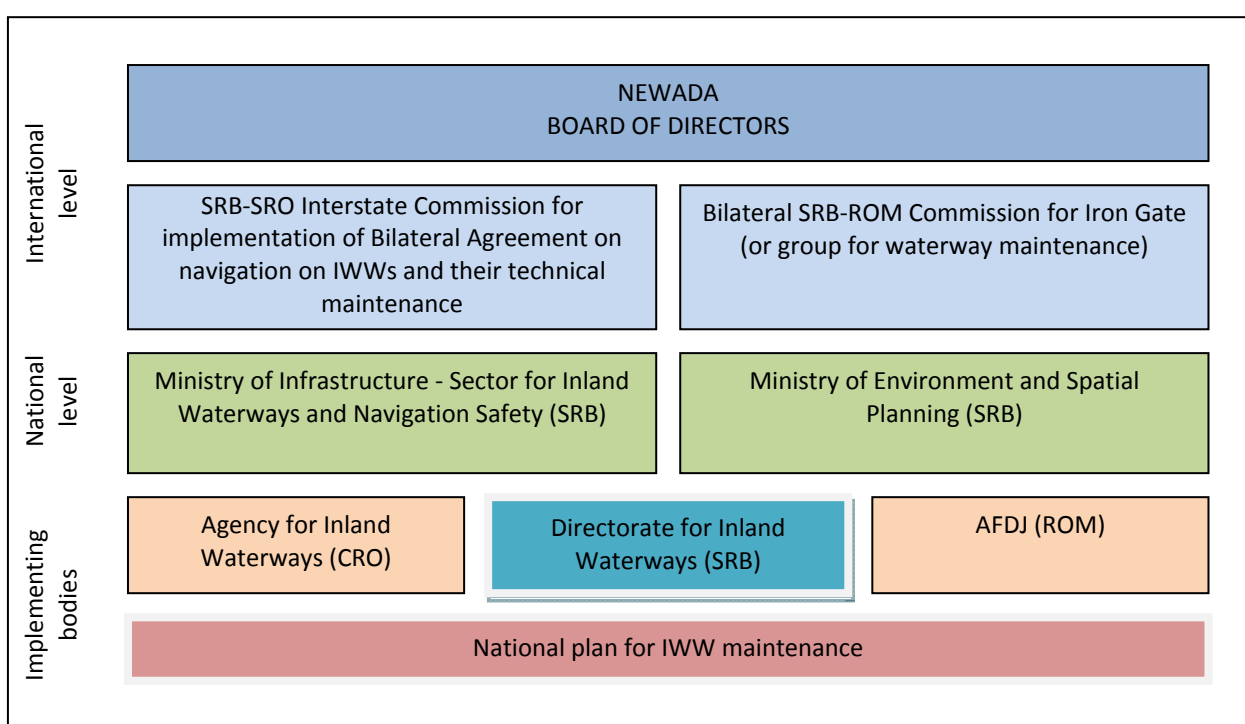 International
level
NEWADA
BOARD OF DIRECTORS
SRB-SRO Interstate Commission for
implementation of Bilateral Agreement on
navigation on IWWs and their technical
maintenance
Bilateral SRB-ROM Commission for Iron Gate
(or group for waterway maintenance)
National
level
Ministry of Infrastructure - Sector for Inland
Waterways and Navigation Safety (SRB)
Ministry of Environment and Spatial
Planning (SRB)
Implementing
bodies
Agency for Inland
Waterways (CRO)
Directorate for Inland
Waterways (SRB)
AFDJ (ROM)
National plan for IWW maintenance